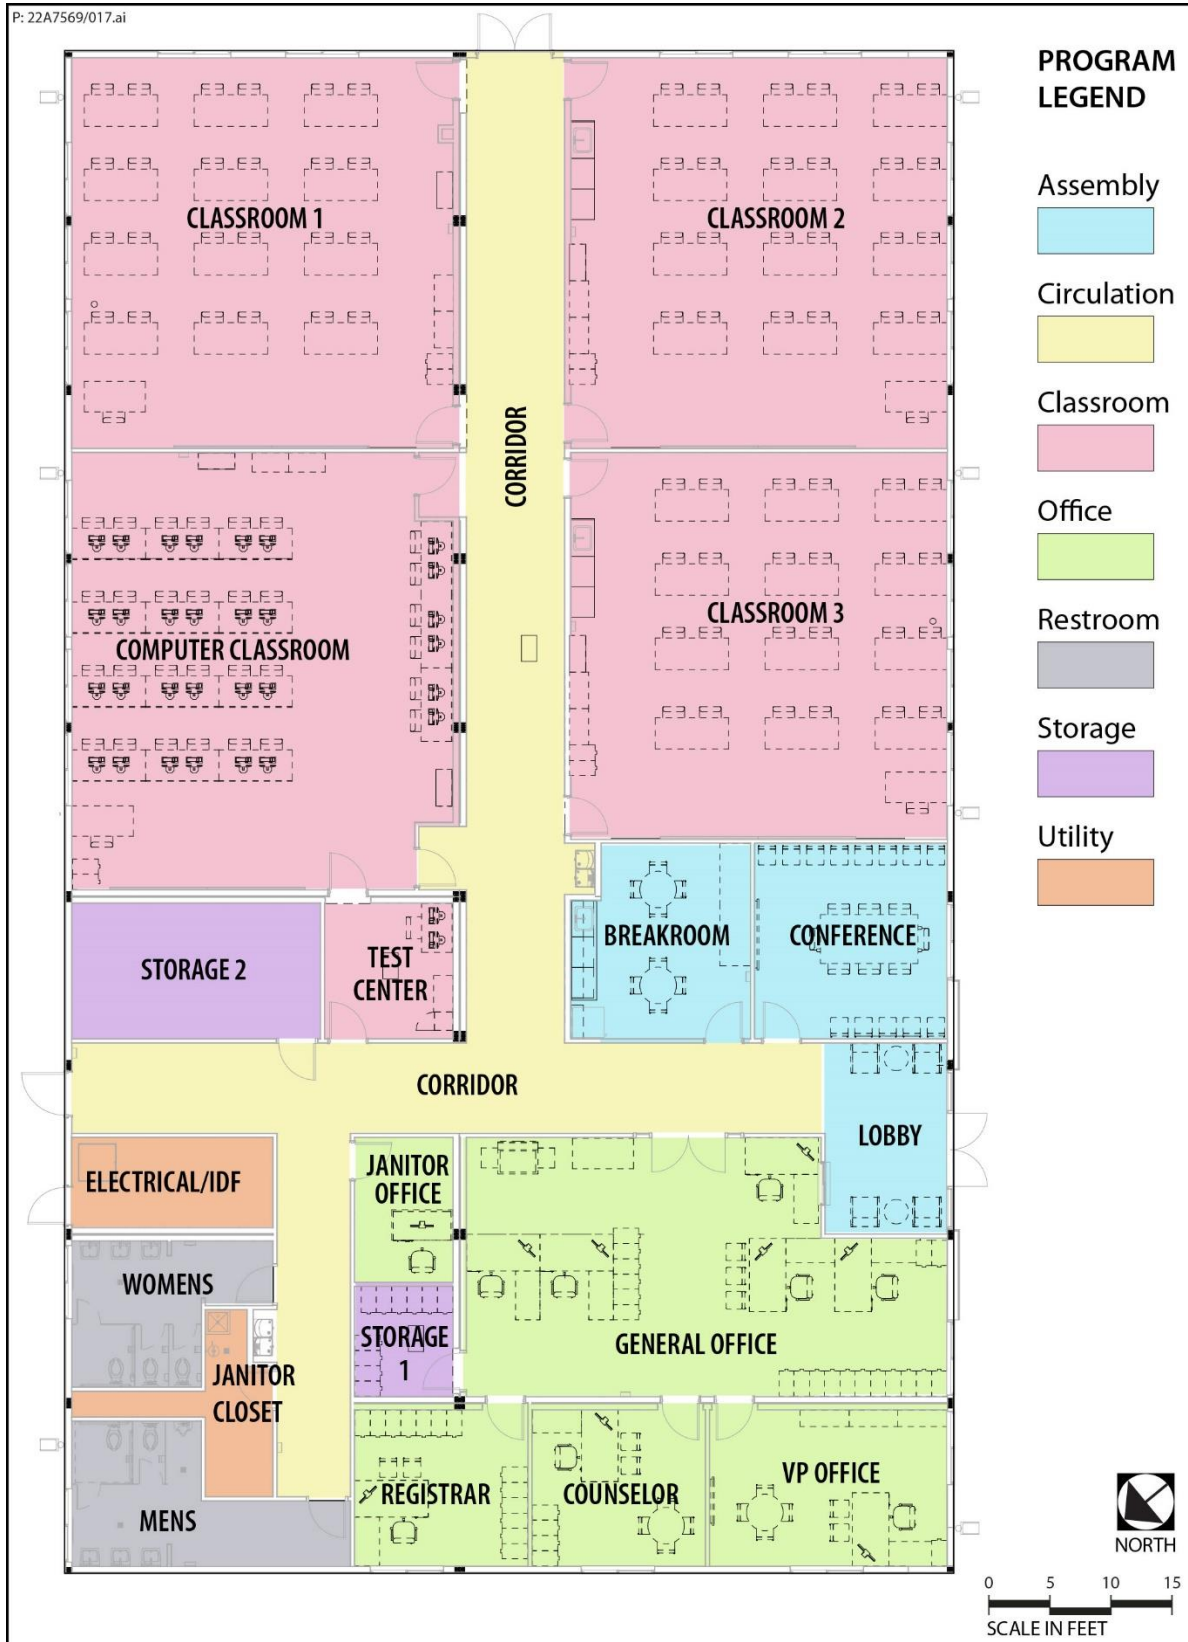 P: 22A7569/017.ai
PROGRAM
LEGEND
Assembly
Circulation
Classroom
Office
Restroom
Storage
Utility
CLASSROOM 1
CLASSROOM 2
CORRIDOR
COMPUTER CLASSROOM
CLASSROOM 3
STORAGE 2
TEST
CENTER
BREAKROOM
CONFERENCE
CORRIDOR
LOBBY
ELECTRICAL/IDF
JANITOR
OFFICE
WOMENS
STORAGE
1
GENERAL OFFICE
JANITOR
CLOSET
MENS
REGISTRAR
COUNSELOR
VP OFFICE
NORTH
0 5 10 15
SCALE IN FEET